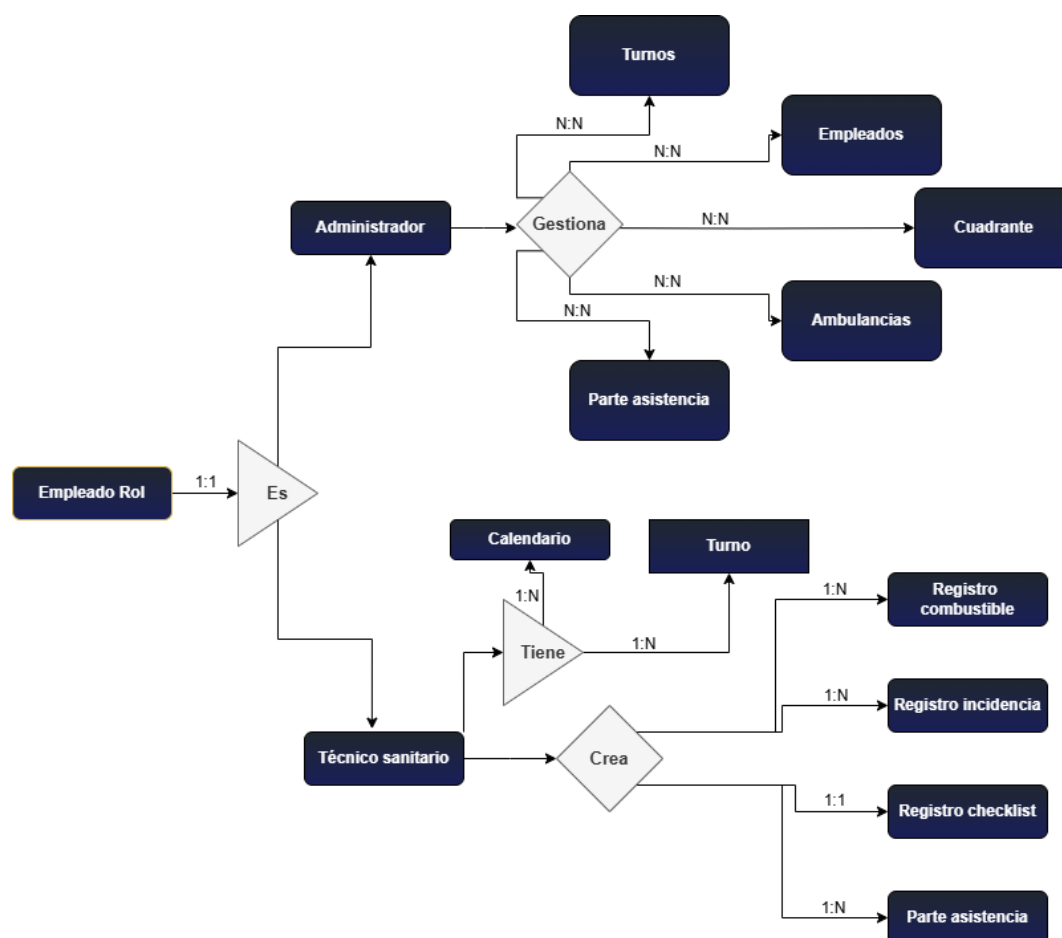 Turnos
N:N
Empleados
N:N
Administrador
Gestiona
N:N
Cuadrante
N:N
Ambulancias
N:N
Parte asistencia
Empleado Rol
1:1
Es
Calendario
Turno
1:N
Registro
combustible
1:N
Tiene
1:N
1:N
Registro incidencia
Técnico sanitario
Crea
1:1
Registro checklist
1:N
Parte asistencia